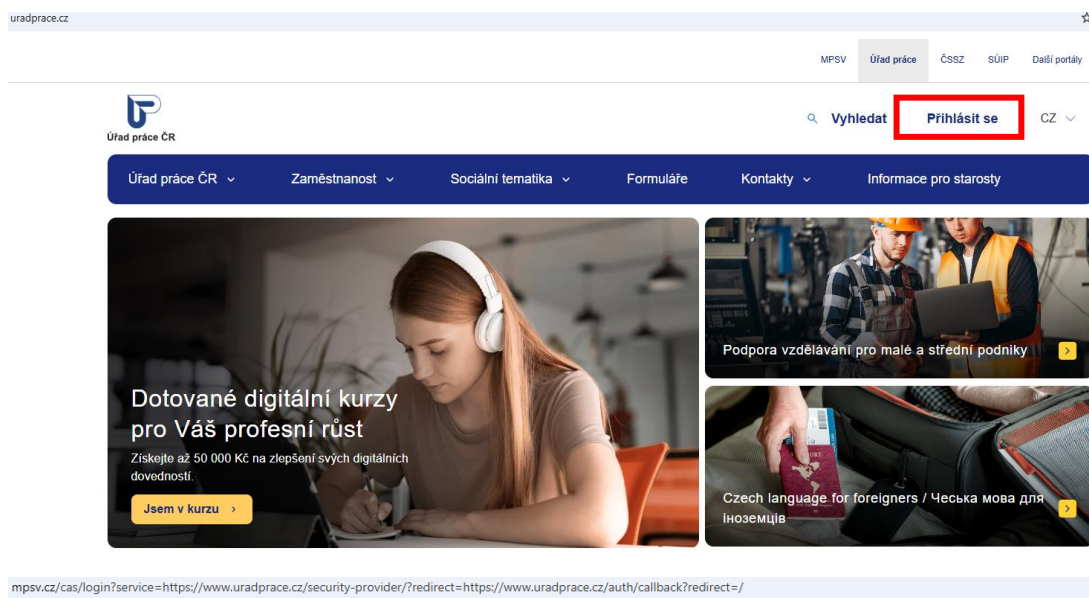 uradprace.cz
MPSV Úřad práce ČSSZ SÚIP Další portály
Úřad práce ČR
Vyhledat Přihlásit se CZ
Úřad práce ČR Zaměstnanost Sociální tematika Formuláře Kontakty Informace pro starosty
Dotované digitální kurzy
pro Váš profesní růst
Získejte až 50 000 Kč na zlepšení svých digitálních
dovedností.
Jsem v kurzu
Podpora vzdělávání pro malé a střední podniky
Czech language for foreigners / Чеська мова для
іноземців
mpsv.cz/cas/login?service=https://www.uradprace.cz/security-provider/?redirect=https://www.uradprace.cz/auth/callback?redirect=/